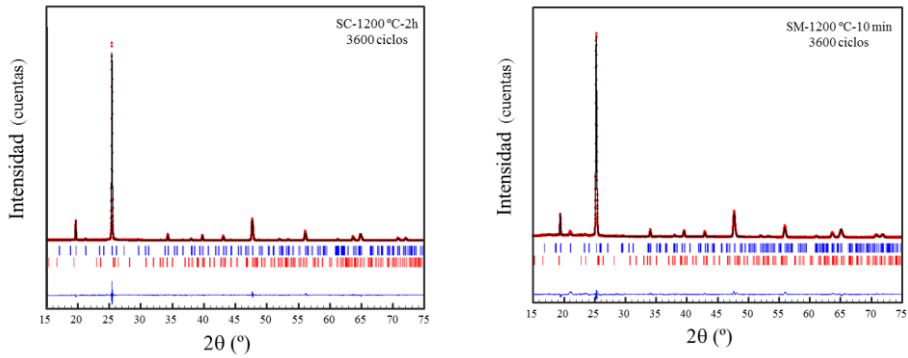 SC-1200 ºC-2h
3600 ciclos
Intensidad (cuentas)
15 20 25 30 35 40 45 50 55 60 65 70 75
2θ (º)
SM-1200 ºC-10 min
3600 ciclos
Intensidad (cuentas)
15 20 25 30 35 40 45 50 55 60 65 70 75
2θ (º)